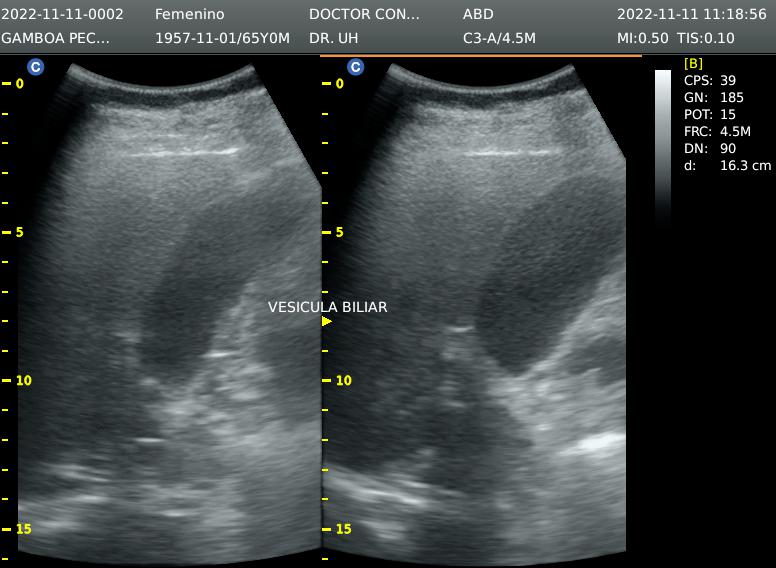 2022-11-11-0002 Femenino DOCTOR CON... ABD 2022-11-11 11:18:56
GAMBOA PEC... 1957-11-01/65Y0M DR. UH C3-A/4.5M MI:0.50 TIS:0.10
C C [B]
0 0 CPS: 39
GN: 185
POT: 15
FRC: 4.5M
DN: 90
d: 16.3 cm
5 5
VESICULA BILIAR
10 10
15 15